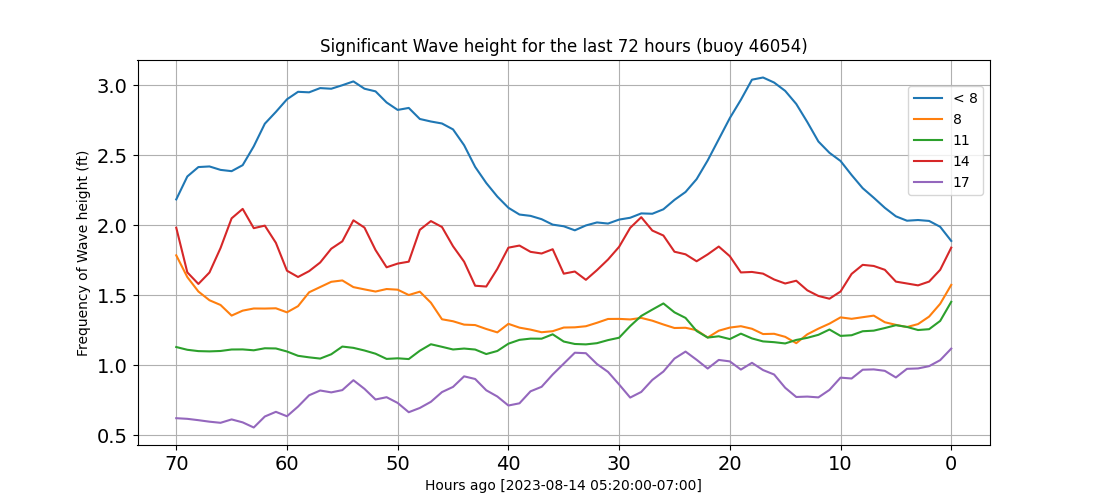 Significant Wave height for the last 72 hours (buoy 46054)
Frequency of Wave height (ft)
3.0
2.5
2.0
1.5
1.0
0.5
< 8
8
11
14
17
70 60 50 40 30 20 10 0
Hours ago [2023-08-14 05:20:00-07:00]